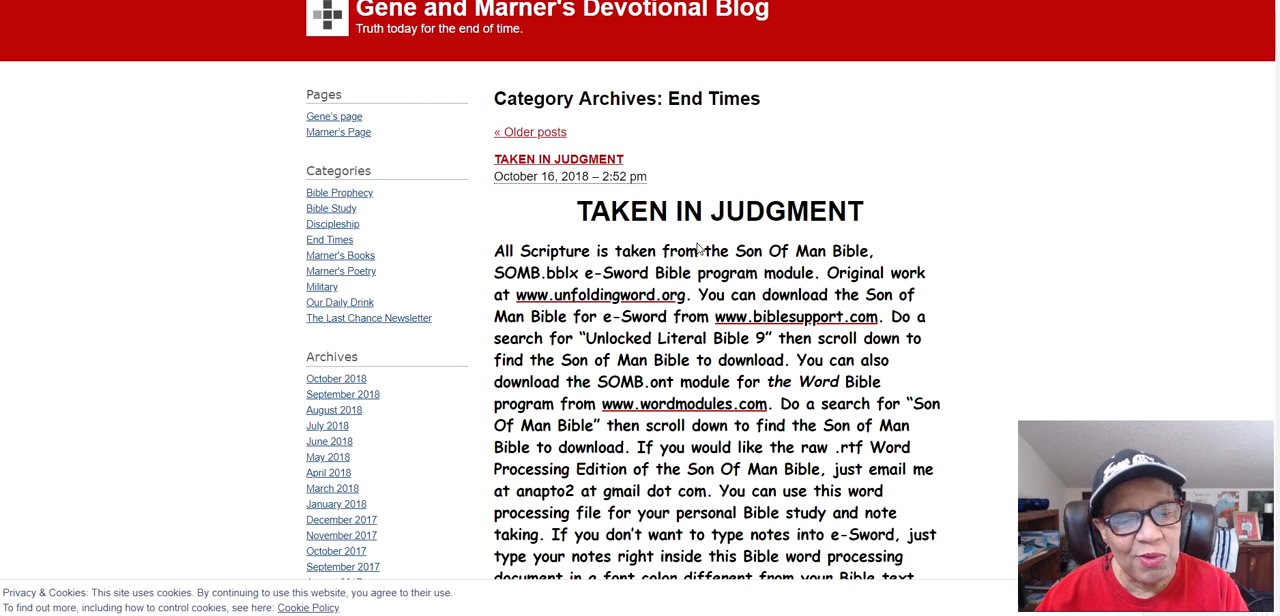 Gene and Marner's Devotional Blog
Truth today for the end of time.
Pages
Gene's page
Marner's Page
Categories
Bible Prophecy
Bible Study
Discipleship
End Times
Marner's Books
Marner's Poetry
Military
Our Daily Drink
The Last Chance Newsletter
Archives
October 2018
September 2018
August 2018
July 2018
June 2018
May 2018
April 2018
March 2018
January 2018
December 2017
November 2017
October 2017
September 2017
Category Archives: End Times
« Older posts
TAKEN IN JUDGMENT
October 16, 2018 – 2:52 pm
TAKEN IN JUDGMENT
All Scripture is taken from the Son Of Man Bible,
SOMB.bblx e-Sword Bible program module. Original work
at www.unfoldingword.org. You can download the Son of
Man Bible for e-Sword from www.biblesupport.com. Do a
search for “Unlocked Literal Bible 9” then scroll down to
find the Son of Man Bible to download. You can also
download the SOMB.ont module for the Word Bible
program from www.wordmodules.com. Do a search for “Son
Of Man Bible” then scroll down to find the Son of Man
Bible to download. If you would like the raw .rtf Word
Processing Edition of the Son Of Man Bible, just email me
at anapto2 at gmail dot com. You can use this word
processing file for your personal Bible study and note
taking. If you don’t want to type notes into e-Sword, just
type your notes right inside this Bible word processing
document in a font color different from your Bible text
Privacy & Cookies: This site uses cookies. By continuing to use this website, you agree to their use.
To find out more, including how to control cookies, see here: Cookie Policy